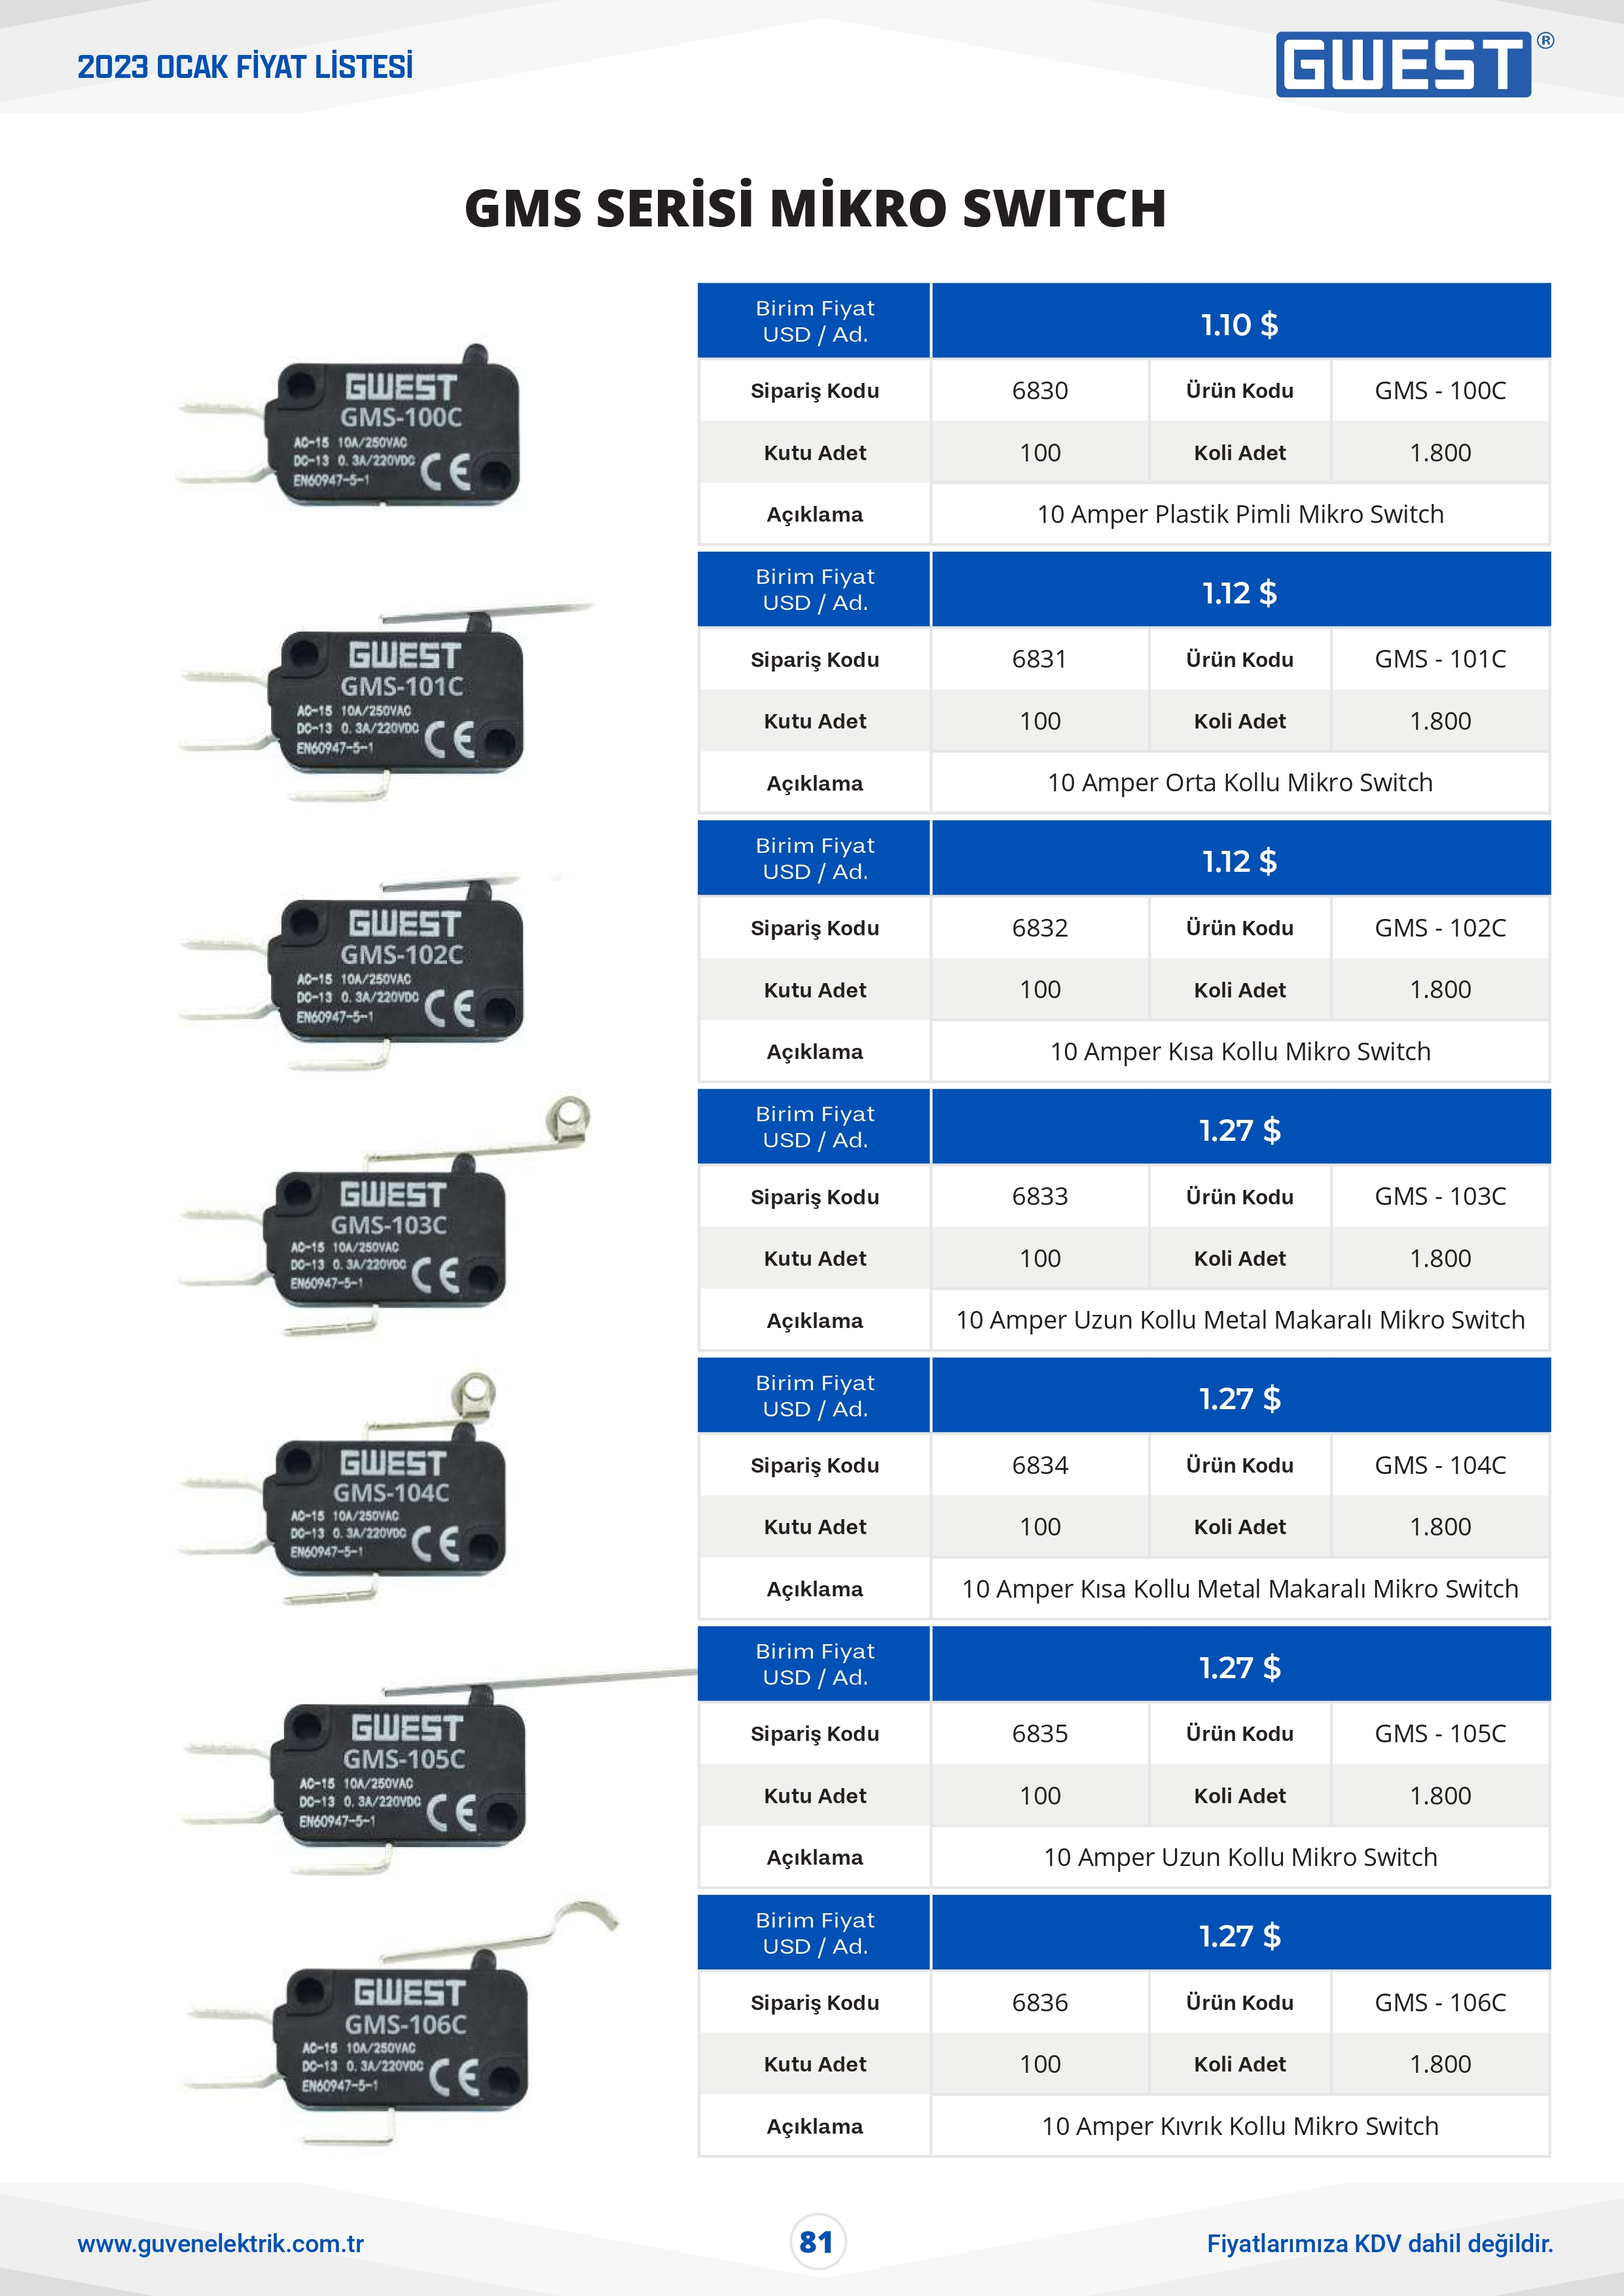 2023 OCAK FİYAT LİSTESİ
GWEST®
GMS SERİSİ MİKRO SWITCH
GWEST
GMS-100C
AC-15 10A/250VAC
DC-13 0.3A/220VDC
EN60947-5-1
CE
Birim Fiyat
USD / Ad.
1.10 $
Sipariş Kodu 6830 Ürün Kodu GMS - 100C
Kutu Adet 100 Koli Adet 1.800
Açıklama 10 Amper Plastik Pimli Mikro Switch
GWEST
GMS-101C
AC-15 10A/250VAC
DC-13 0.3A/220VDC
EN60947-5-1
CE
Birim Fiyat
USD / Ad.
1.12 $
Sipariş Kodu 6831 Ürün Kodu GMS - 101C
Kutu Adet 100 Koli Adet 1.800
Açıklama 10 Amper Orta Kollu Mikro Switch
GWEST
GMS-102C
AC-15 10A/250VAC
DC-13 0.3A/220VDC
EN60947-5-1
CE
Birim Fiyat
USD / Ad.
1.12 $
Sipariş Kodu 6832 Ürün Kodu GMS - 102C
Kutu Adet 100 Koli Adet 1.800
Açıklama 10 Amper Kısa Kollu Mikro Switch
GWEST
GMS-103C
AC-15 10A/250VAC
DC-13 0.3A/220VDC
EN60947-5-1
CE
Birim Fiyat
USD / Ad.
1.27 $
Sipariş Kodu 6833 Ürün Kodu GMS - 103C
Kutu Adet 100 Koli Adet 1.800
Açıklama 10 Amper Uzun Kollu Metal Makaralı Mikro Switch
GWEST
GMS-104C
AC-15 10A/250VAC
DC-13 0.3A/220VDC
EN60947-5-1
CE
Birim Fiyat
USD / Ad.
1.27 $
Sipariş Kodu 6834 Ürün Kodu GMS - 104C
Kutu Adet 100 Koli Adet 1.800
Açıklama 10 Amper Kısa Kollu Metal Makaralı Mikro Switch
GWEST
GMS-105C
AC-15 10A/250VAC
DC-13 0.3A/220VDC
EN60947-5-1
CE
Birim Fiyat
USD / Ad.
1.27 $
Sipariş Kodu 6835 Ürün Kodu GMS - 105C
Kutu Adet 100 Koli Adet 1.800
Açıklama 10 Amper Uzun Kollu Mikro Switch
GWEST
GMS-106C
AC-15 10A/250VAC
DC-13 0.3A/220VDC
EN60947-5-1
CE
Birim Fiyat
USD / Ad.
1.27 $
Sipariş Kodu 6836 Ürün Kodu GMS - 106C
Kutu Adet 100 Koli Adet 1.800
Açıklama 10 Amper Kıvrık Kollu Mikro Switch
www.guvenelektrik.com.tr
81
Fiyatlarımıza KDV dahil değildir.